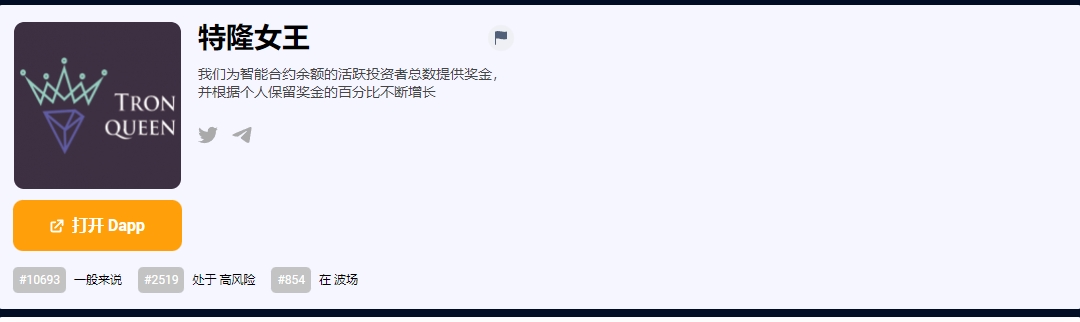 特隆女王
我们为智能合约余额的活跃投资者总数提供奖金，
并根据个人保留奖金的百分比不断增长
TRON
QUEEN
打开 Dapp
#10693 一般来说 #2519 处于 高风险 #854 在 波场